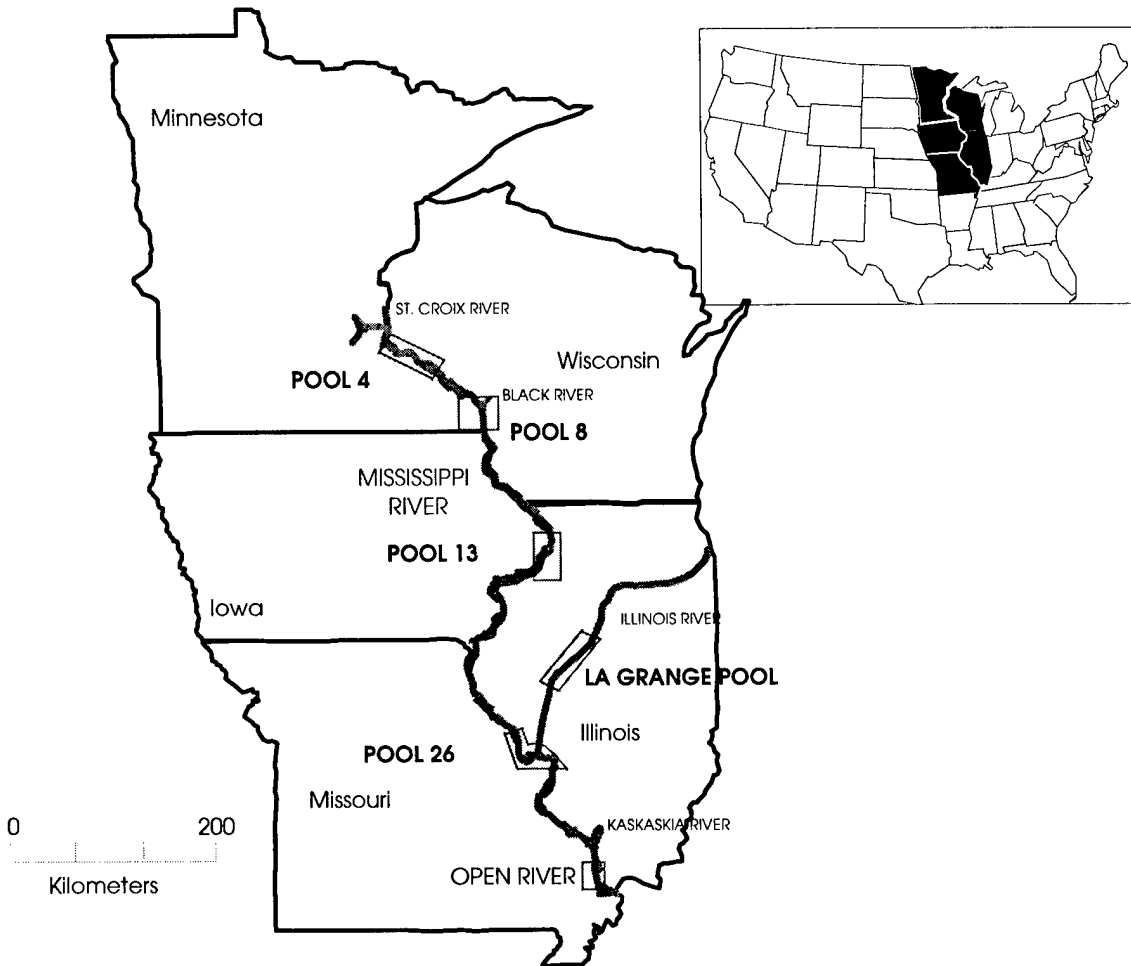 Minnesota
ST. CROIX RIVER
Wisconsin
POOL 4
BLACK RIVER
POOL 8
MISSISSIPPI
RIVER
POOL 13
Iowa
ILLINOIS RIVER
LA GRANGE POOL
Illinois
POOL 26
Missouri
0 200
KASKASKIA RIVER
OPEN RIVER
Kilometers